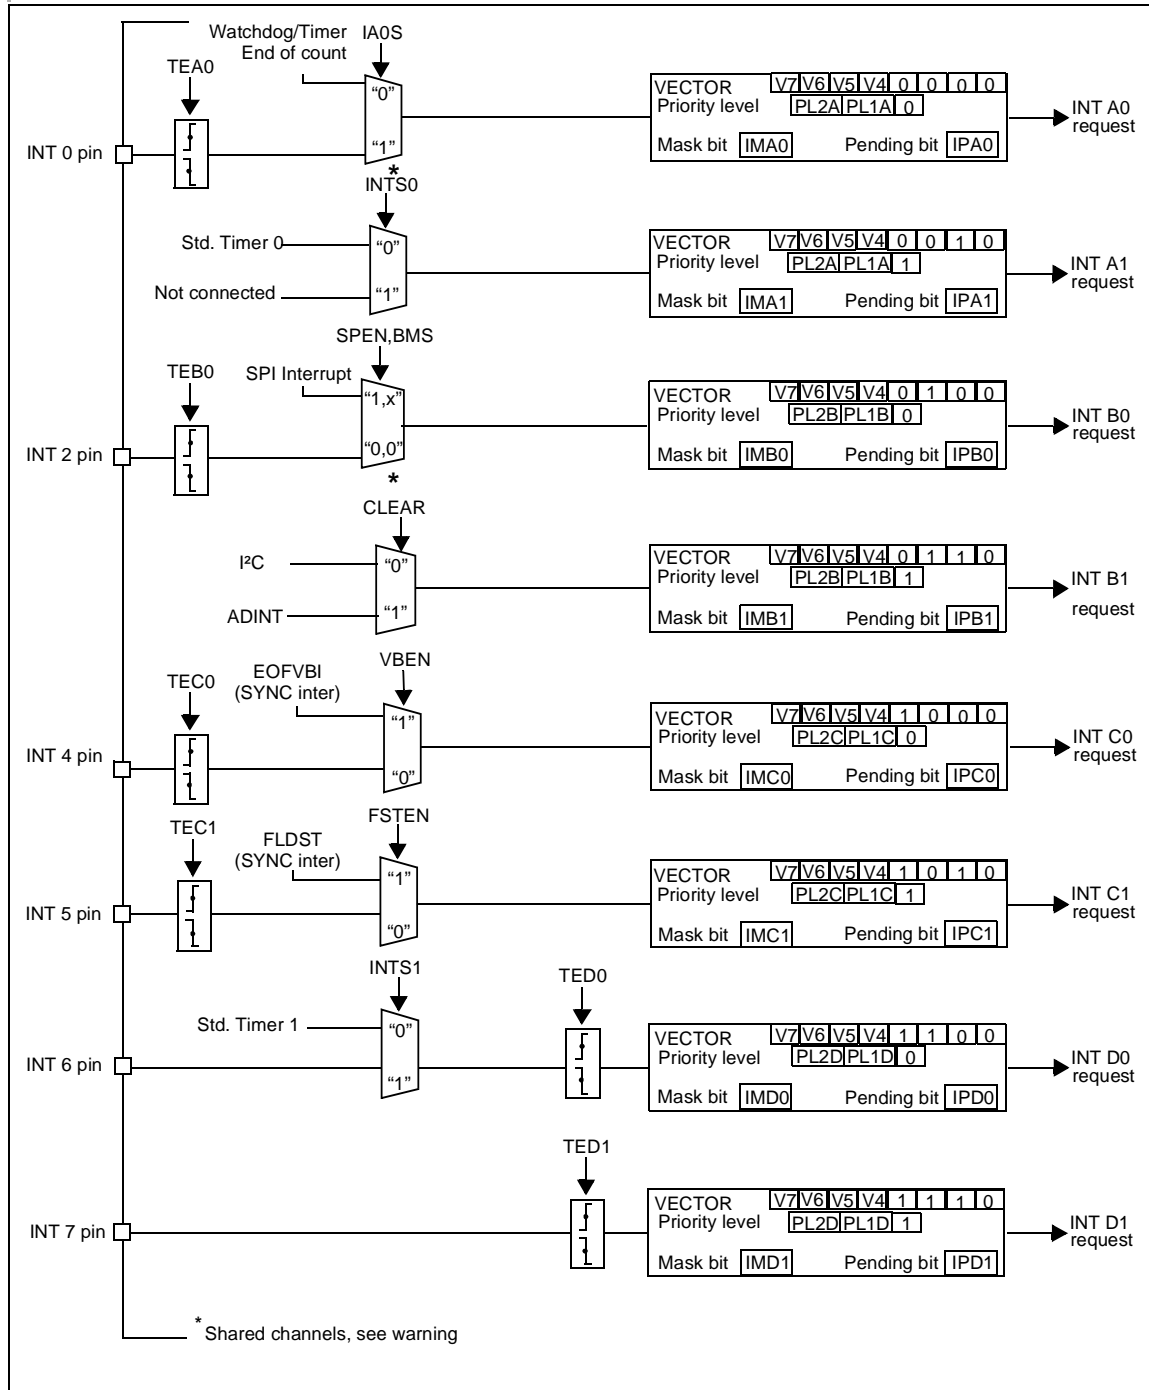 Watchdog/Timer IA0S
End of count
TEA0
"0"
"1"
INT 0 pin
*
VECTOR V7 V6 V5 V4 0 0 0 0
Priority level PL2A PL1A 0
Mask bit IMA0 Pending bit IPA0
INT A0
request
INTS0
Std. Timer 0
"0"
Not connected
"1"
VECTOR V7 V6 V5 V4 0 0 1 0
Priority level PL2A PL1A 1
Mask bit IMA1 Pending bit IPA1
INT A1
request
SPEN,BMS
TEB0
SPI Interrupt
"1,x"
"0,0"
INT 2 pin
*
VECTOR V7 V6 V5 V4 0 1 0 0
Priority level PL2B PL1B 0
Mask bit IMB0 Pending bit IPB0
INT B0
request
CLEAR
I²C
"0"
ADINT
"1"
VECTOR V7 V6 V5 V4 0 1 1 0
Priority level PL2B PL1B 1
Mask bit IMB1 Pending bit IPB1
INT B1
request
VBEN
EOFVBI
(SYNC inter)
TEC0
"1"
"0"
INT 4 pin
VECTOR V7 V6 V5 V4 1 0 0 0
Priority level PL2C PL1C 0
Mask bit IMC0 Pending bit IPC0
INT C0
request
FSTEN
TEC1
FLDST
(SYNC inter)
"1"
"0"
INT 5 pin
VECTOR V7 V6 V5 V4 1 0 1 0
Priority level PL2C PL1C 1
Mask bit IMC1 Pending bit IPC1
INT C1
request
INTS1
TED0
Std. Timer 1
"0"
"1"
INT 6 pin
VECTOR V7 V6 V5 V4 1 1 0 0
Priority level PL2D PL1D 0
Mask bit IMD0 Pending bit IPD0
INT D0
request
TED1
INT 7 pin
VECTOR V7 V6 V5 V4 1 1 1 0
Priority level PL2D PL1D 1
Mask bit IMD1 Pending bit IPD1
INT D1
request
* Shared channels, see warning